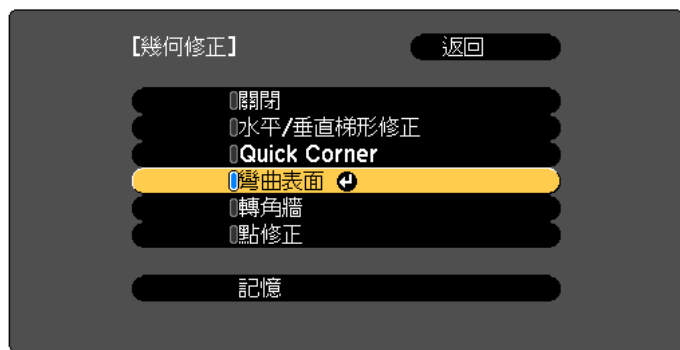 【幾何修正】 返回
關閉
水平/垂直梯形修正
Quick Corner
彎曲表面
轉角牆
點修正
記憶